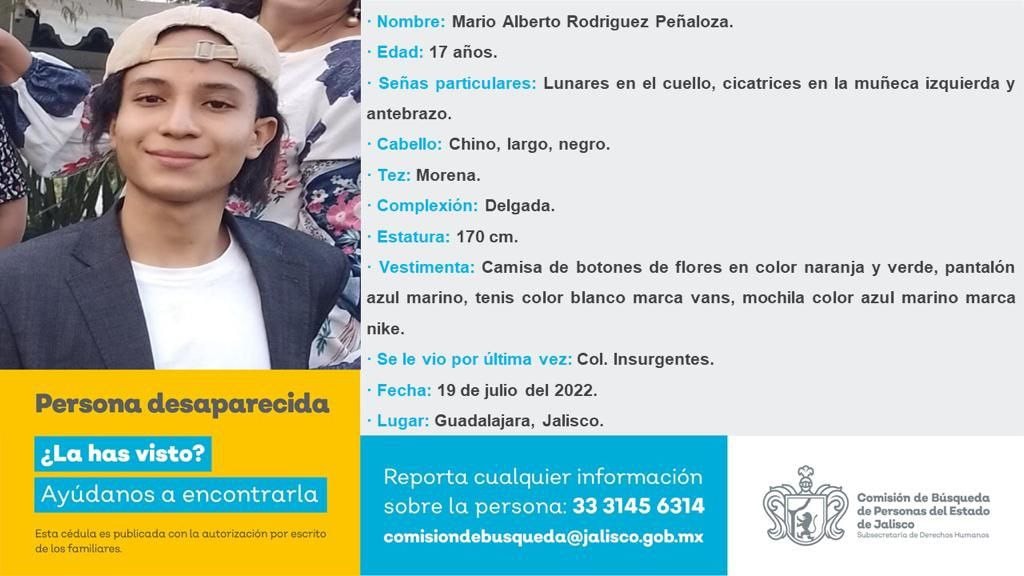 · Nombre: Mario Alberto Rodriguez Peñaloza.
· Edad: 17 años.
· Señas particulares: Lunares en el cuello, cicatrices en la muñeca izquierda y
antebrazo.
· Cabello: Chino, largo, negro.
· Tez: Morena.
· Complexión: Delgada.
· Estatura: 170 cm.
· Vestimenta: Camisa de botones de flores en color naranja y verde, pantalón
azul marino, tenis color blanco marca vans, mochila color azul marino marca
nike.
· Se le vio por última vez: Col. Insurgentes.
· Fecha: 19 de julio del 2022.
· Lugar: Guadalajara, Jalisco.
Persona desaparecida
¿La has visto?
Ayúdanos a encontrarla
Esta cédula es publicada con la autorización por escrito
de los familiares.
Reporta cualquier información
sobre la persona: 33 3145 6314
comisiondebusqueda@jalisco.gob.mx
Comisión de Búsqueda
de Personas del Estado
de Jalisco
Subsecretaría de Derechos Humanos